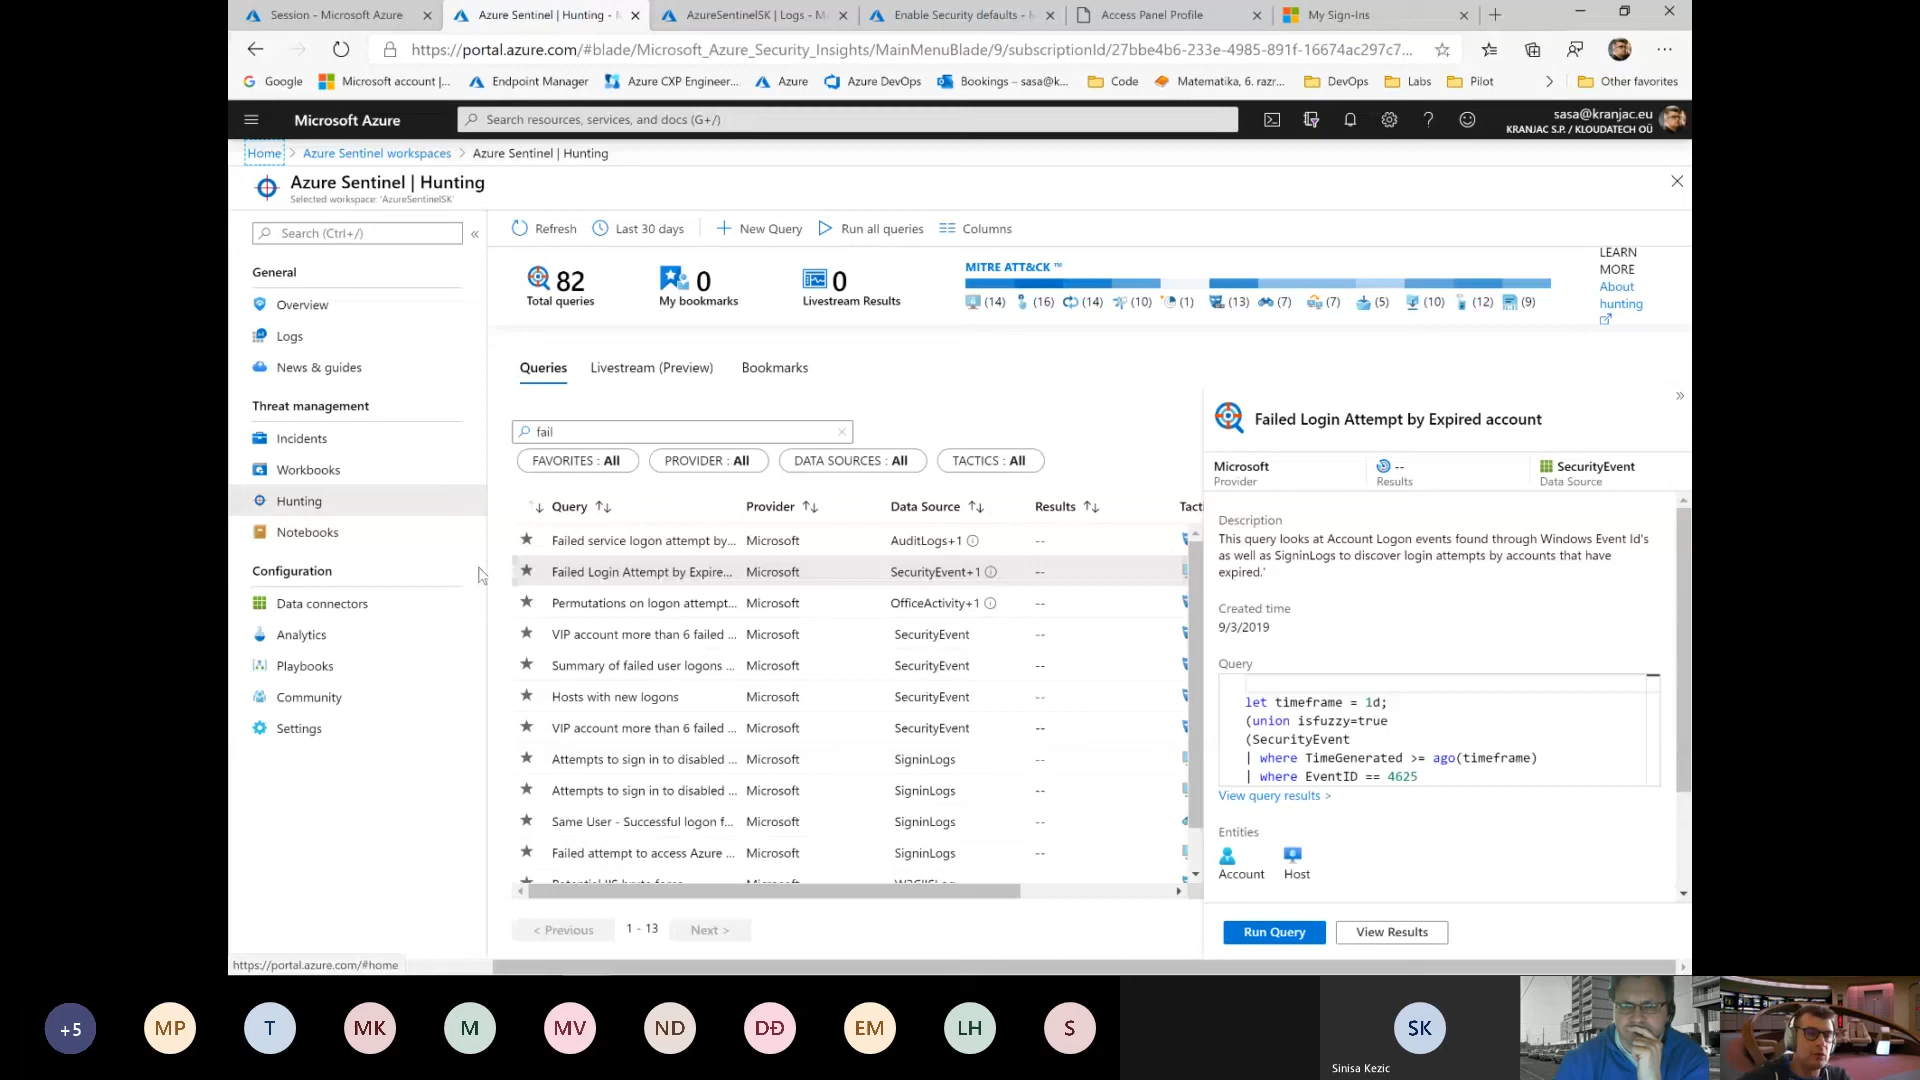 Session - Microsoft Azure
Azure Sentinel | Hunting -
AzureSentinelSK | Logs - M
Enable Security defaults - M
Access Panel Profile
My Sign-Ins
https://portal.azure.com/#blade/Microsoft_Azure_Security_Insights/MainMenuBlade/9/subscriptionId/27bbe4b6-233e-4985-891f-16674ac297c7...
Google
Microsoft account |...
Endpoint Manager
Azure CXP Engineer...
Azure
Azure DevOps
Bookings – sasa@k...
Code
Matematika, 6. razr...
DevOps
Labs
Pilot
Other favorites
Microsoft Azure
Search resources, services, and docs (G+/)
sasa@kranjac.eu
KRANJAC S.P. / KLOUDATECH OÜ
Home > Azure Sentinel workspaces > Azure Sentinel | Hunting
Azure Sentinel | Hunting
Selected workspace: 'AzureSentinelSK'
Search (Ctrl+/)
General
Overview
Logs
News & guides
Threat management
Incidents
Workbooks
Hunting
Notebooks
Configuration
Data connectors
Analytics
Playbooks
Community
Settings
Refresh
Last 30 days
New Query
Run all queries
Columns
82
Total queries
0
My bookmarks
0
Livestream Results
MITRE ATT&CK ™
(14) (16) (14) (10) (1) (13) (7) (7) (5) (10) (12) (9)
LEARN
MORE
About
hunting
Queries
Livestream (Preview)
Bookmarks
fail
FAVORITES : All
PROVIDER : All
DATA SOURCES : All
TACTICS : All
Query Provider Data Source Results Tact
Failed service logon attempt by... Microsoft AuditLogs+1 --
Failed Login Attempt by Expire... Microsoft SecurityEvent+1 --
Permutations on logon attempt... Microsoft OfficeActivity+1 --
VIP account more than 6 failed ... Microsoft SecurityEvent --
Summary of failed user logons ... Microsoft SecurityEvent --
Hosts with new logons Microsoft SecurityEvent --
VIP account more than 6 failed ... Microsoft SecurityEvent --
Attempts to sign in to disabled ... Microsoft SigninLogs --
Attempts to sign in to disabled ... Microsoft SigninLogs --
Same User - Successful logon f... Microsoft SigninLogs --
Failed attempt to access Azure ... Microsoft SigninLogs --
< Previous 1 - 13 Next >
Failed Login Attempt by Expired account
Microsoft
Provider
--
Results
SecurityEvent
Data Source
Description
This query looks at Account Logon events found through Windows Event Id's
as well as SigninLogs to discover login attempts by accounts that have
expired.'
Created time
9/3/2019
Query
let timeframe = 1d;
(union isfuzzy=true
(SecurityEvent
| where TimeGenerated >= ago(timeframe)
| where EventID == 4625
View query results >
Entities
Account
Host
Run Query
View Results
https://portal.azure.com/#home
+5
MP
T
MK
M
MV
ND
DĐ
EM
LH
S
SK
Sinisa Kezic